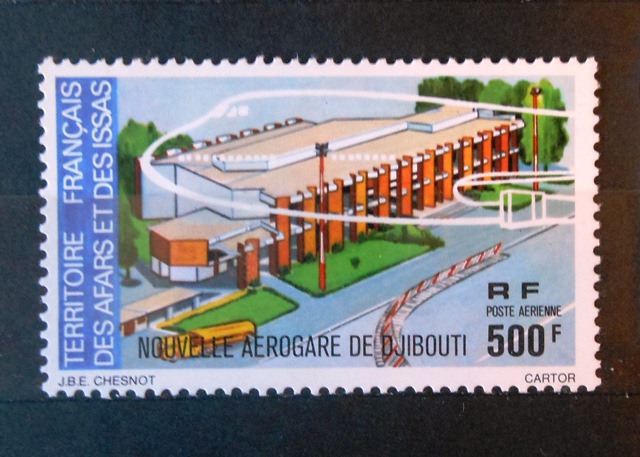 TERRITOIRE FRANÇAIS
DES AFARS ET DES ISSAS
RF
POSTE AERIENNE
500F
NOUVELLE AEROGARE DE DJIBOUTI
J.B.E. CHESNOT
CARTOR